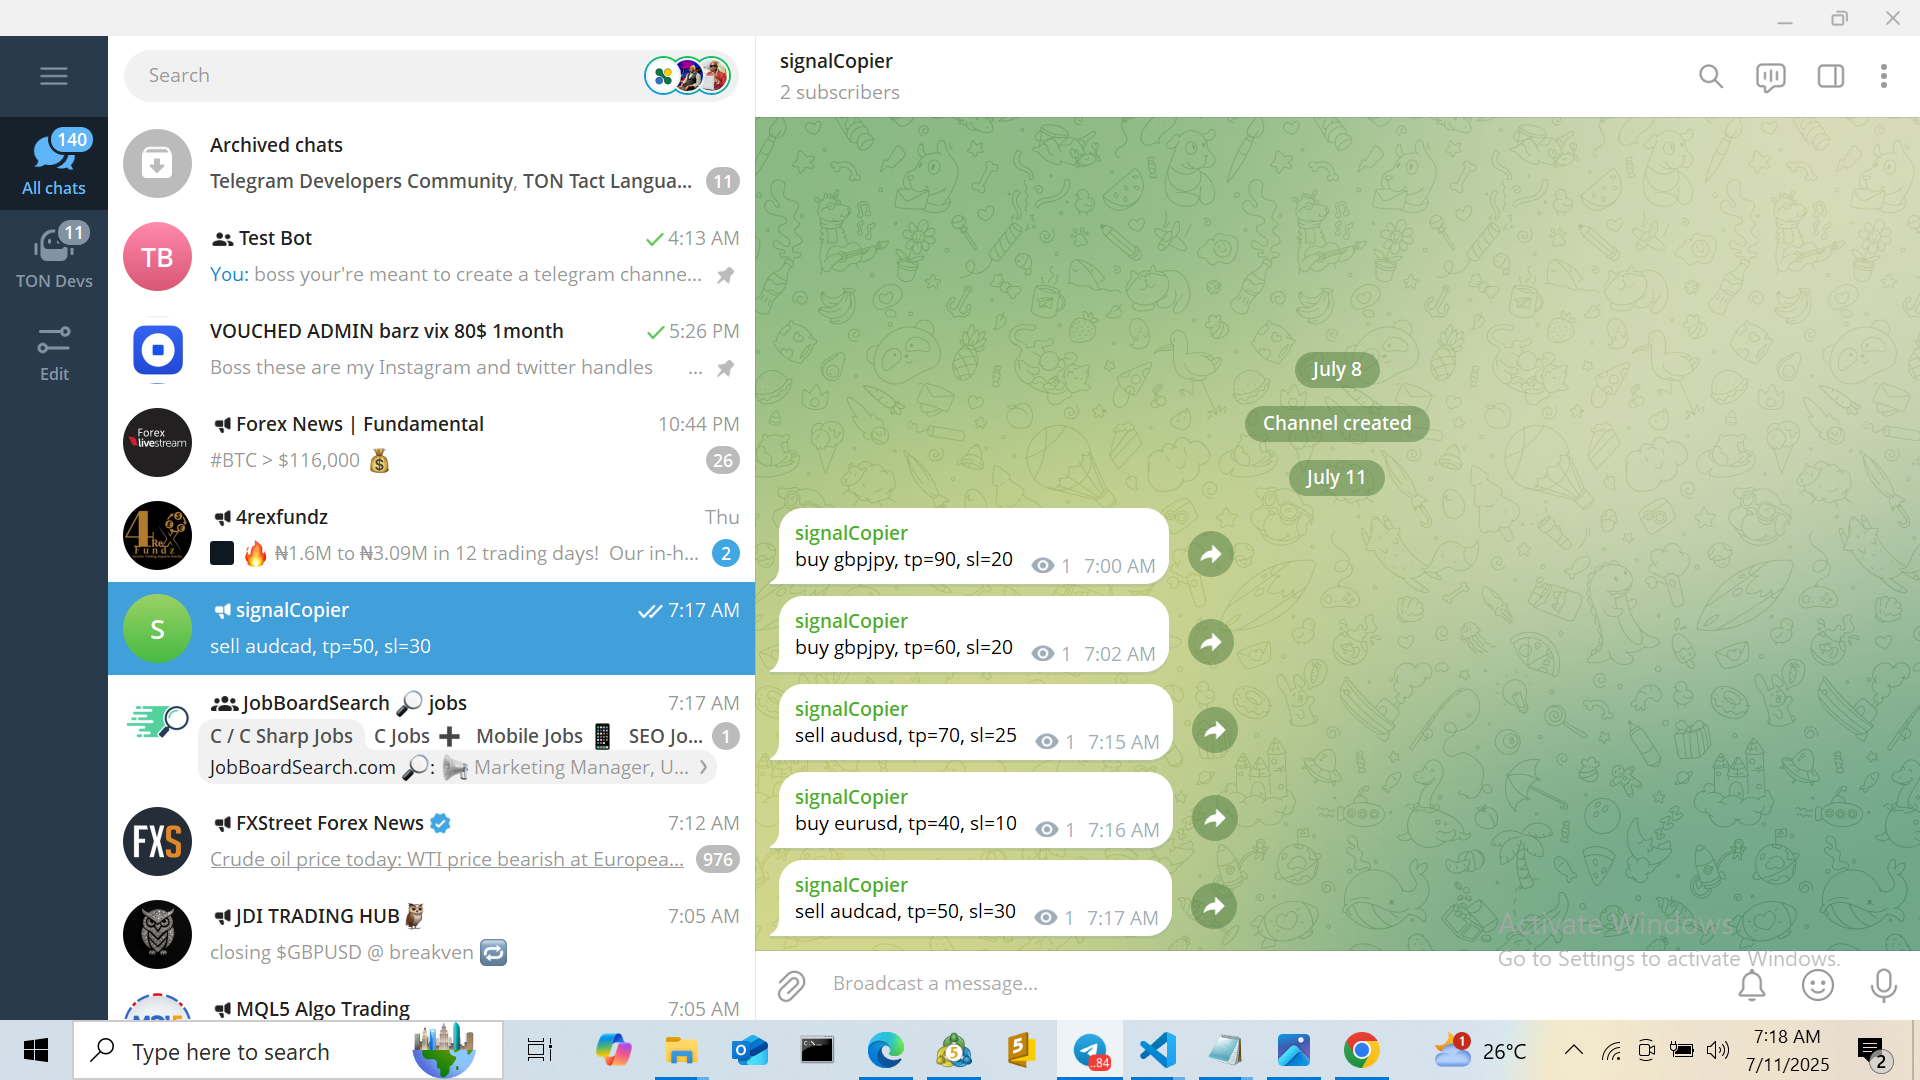 Search
signalCopier
2 subscribers
140
All chats
11
TON Devs
Edit
Archived chats
Telegram Developers Community, TON Tact Langua...
11
TB
Test Bot
4:13 AM
You: boss your're meant to create a telegram channe...
VOUCHED ADMIN barz vix 80$ 1month
5:26 PM
Boss these are my Instagram and twitter handles ...
Forex
livestream
Forex News | Fundamental
10:44 PM
#BTC > $116,000 💰
26
4
Re
Fundz
4rexfundz
Thu
🔥 ₦1.6M to ₦3.09M in 12 trading days! Our in-h...
2
S
signalCopier
7:17 AM
sell audcad, tp=50, sl=30
JobBoardSearch 🔎 jobs
7:17 AM
C / C Sharp Jobs C Jobs ➕ Mobile Jobs 📱 SEO Jo...
1
JobBoardSearch.com 🔎: 📢 Marketing Manager, U...
FXS
FXStreet Forex News
7:12 AM
Crude oil price today: WTI price bearish at Europea...
976
JDI TRADING HUB🦉
7:05 AM
closing $GBPUSD @ breakven 🔁
MQL5 Algo Trading
7:05 AM
July 8
Channel created
July 11
signalCopier
buy gbpjpy, tp=90, sl=20 1 7:00 AM
signalCopier
buy gbpjpy, tp=60, sl=20 1 7:02 AM
signalCopier
sell audusd, tp=70, sl=25 1 7:15 AM
signalCopier
buy eurusd, tp=40, sl=10 1 7:16 AM
signalCopier
sell audcad, tp=50, sl=30 1 7:17 AM
Activate Windows
Go to Settings to activate Windows.
Broadcast a message...
Type here to search
5
5
..84
1
26°C
7:18 AM
7/11/2025
2